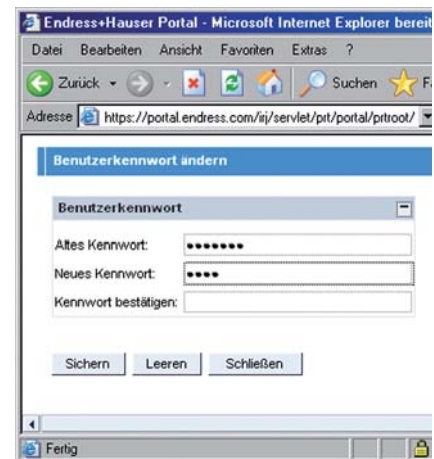 Endress+Hauser Portal - Microsoft Internet Explorer bereit
Datei Bearbeiten Ansicht Favoriten Extras ?
Zurück Suchen F
Adresse https://portal.endress.com/irj/servlet/prt/portal/prtroot/
Benutzerkennwort ändern
Benutzerkennwort
Altes Kennwort: •••••••
Neues Kennwort: ••••
Kennwort bestätigen:
Sichern Leeren Schließen
Fertig